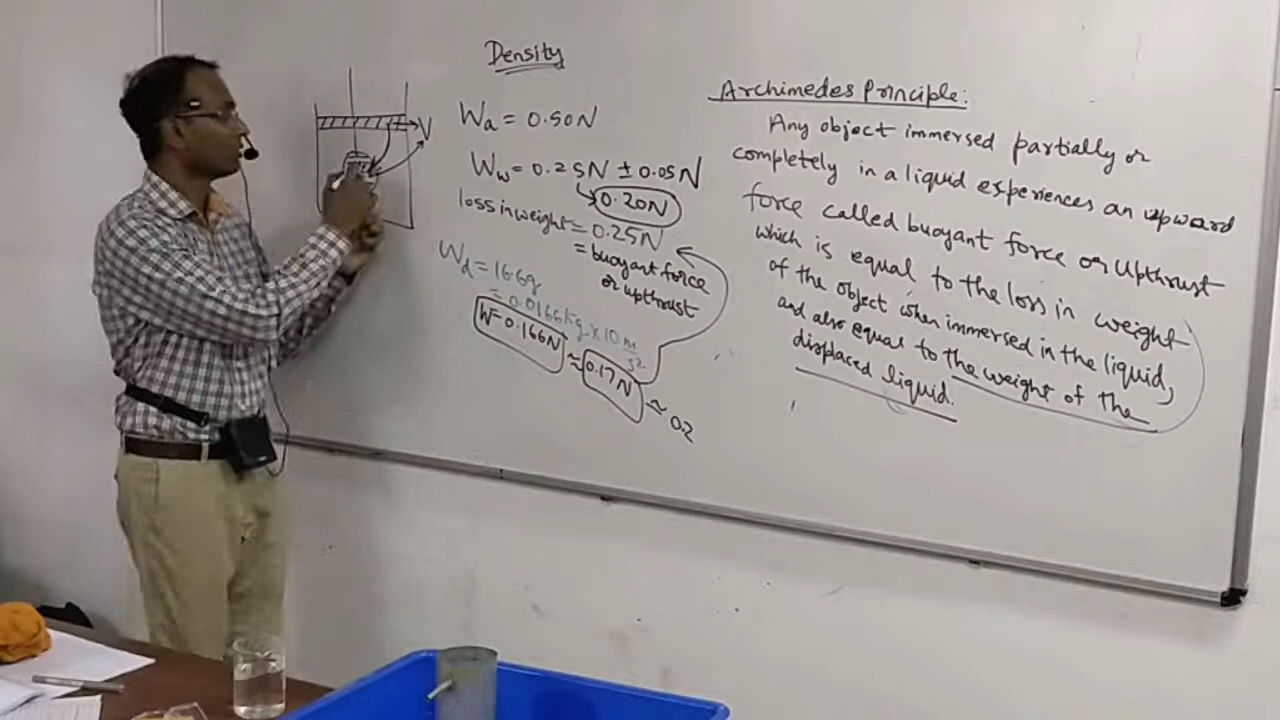 Density
V
Wa = 0.50N
Ww = 0.25N ± 0.05N
0.20N
loss in weight = 0.25N
= buoyant force
or upthrust
Wd = 16.6g
= 0.0166kg × 10 m/s2
W = 0.166N ≈ 0.17N ≈ 0.2
Archimedes Principle:
Any object immersed partially or
completely in a liquid experiences an upward
force called buoyant force or Upthrust
which is equal to the loss in weight
of the object when immersed in the liquid,
and also equal to the weight of the
displaced liquid.